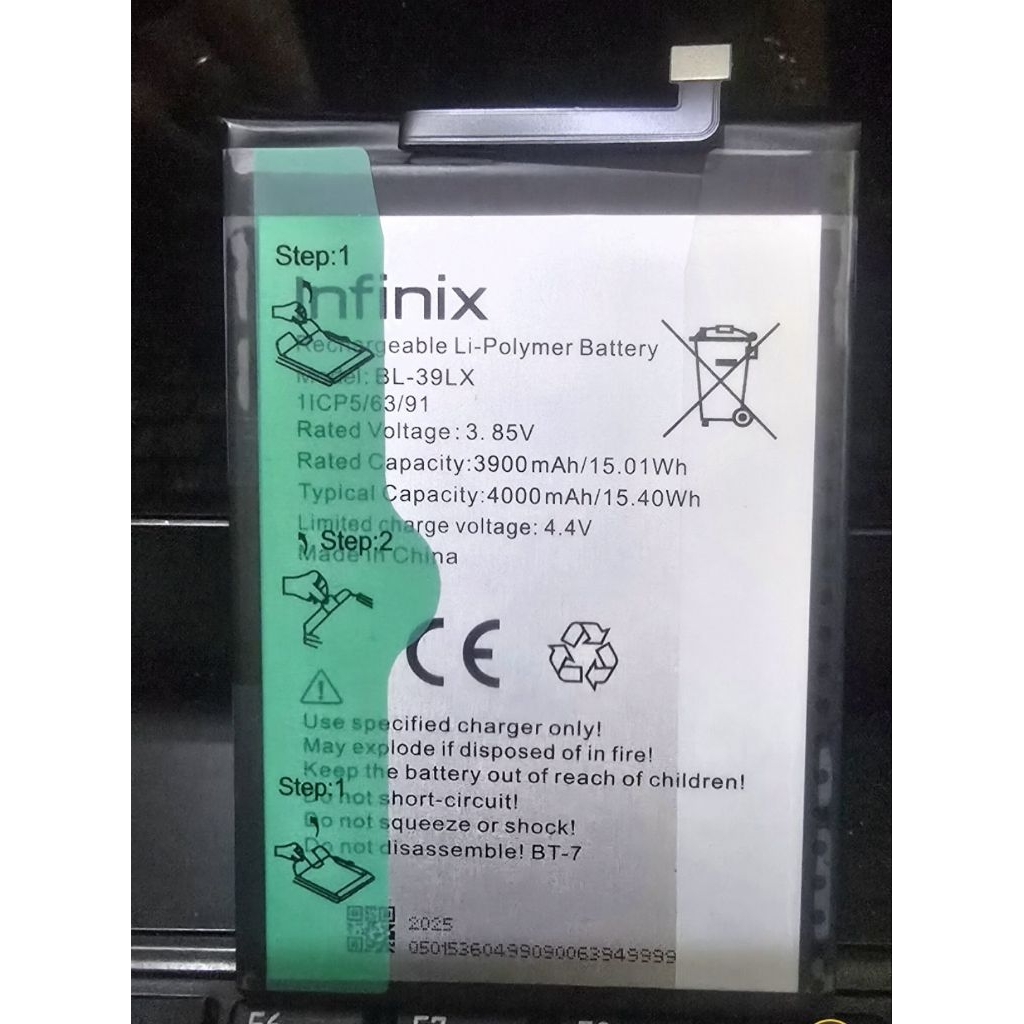 Step:1
Infinix
Rechargeable Li-Polymer Battery
Model: BL-39LX
1ICP5/63/91
Rated Voltage: 3.85V
Rated Capacity:3900mAh/15.01Wh
Typical Capacity:4000mAh/15.40Wh
Limited charge voltage: 4.4V
Step:2
Made in China
CE
Use specified charger only!
May explode if disposed of in fire!
Keep the battery out of reach of children!
Step:1
Do not short-circuit!
Do not squeeze or shock!
Do not disassemble! BT-7
2025
05015360499090063949999